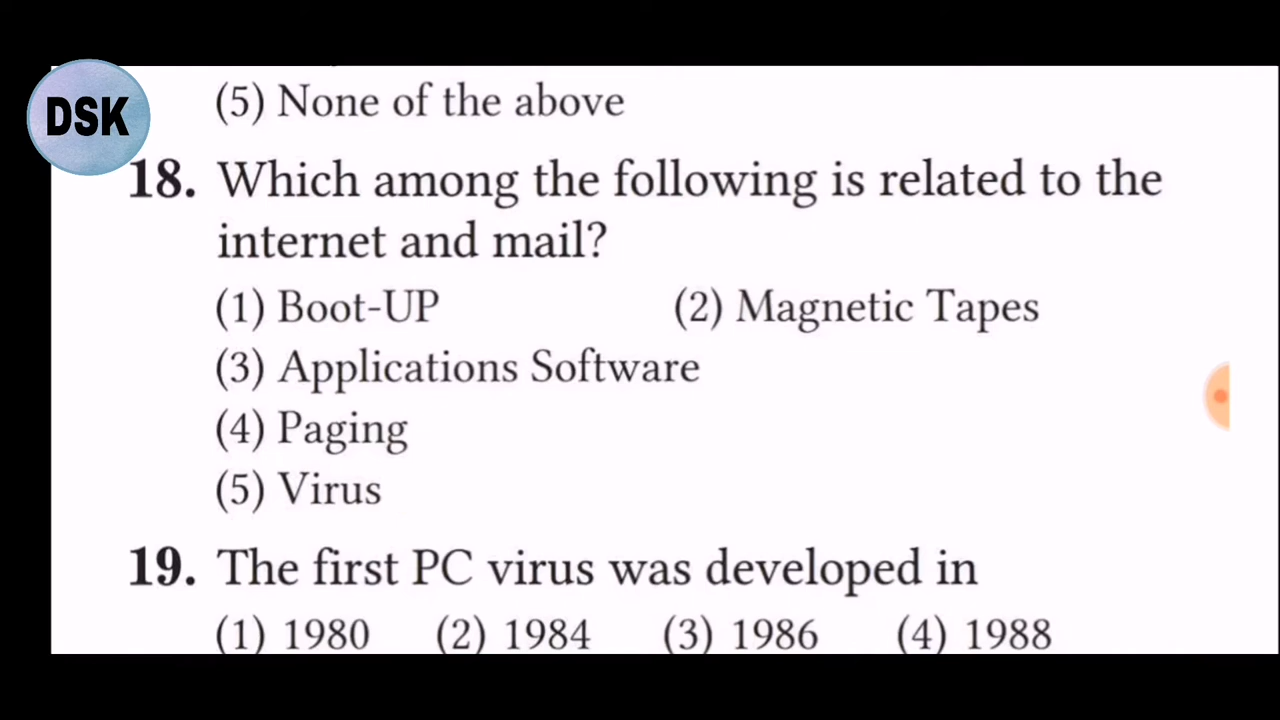 DSK
(5) None of the above
18. Which among the following is related to the
internet and mail?
(1) Boot-UP (2) Magnetic Tapes
(3) Applications Software
(4) Paging
(5) Virus
19. The first PC virus was developed in
(1) 1980 (2) 1984 (3) 1986 (4) 1988